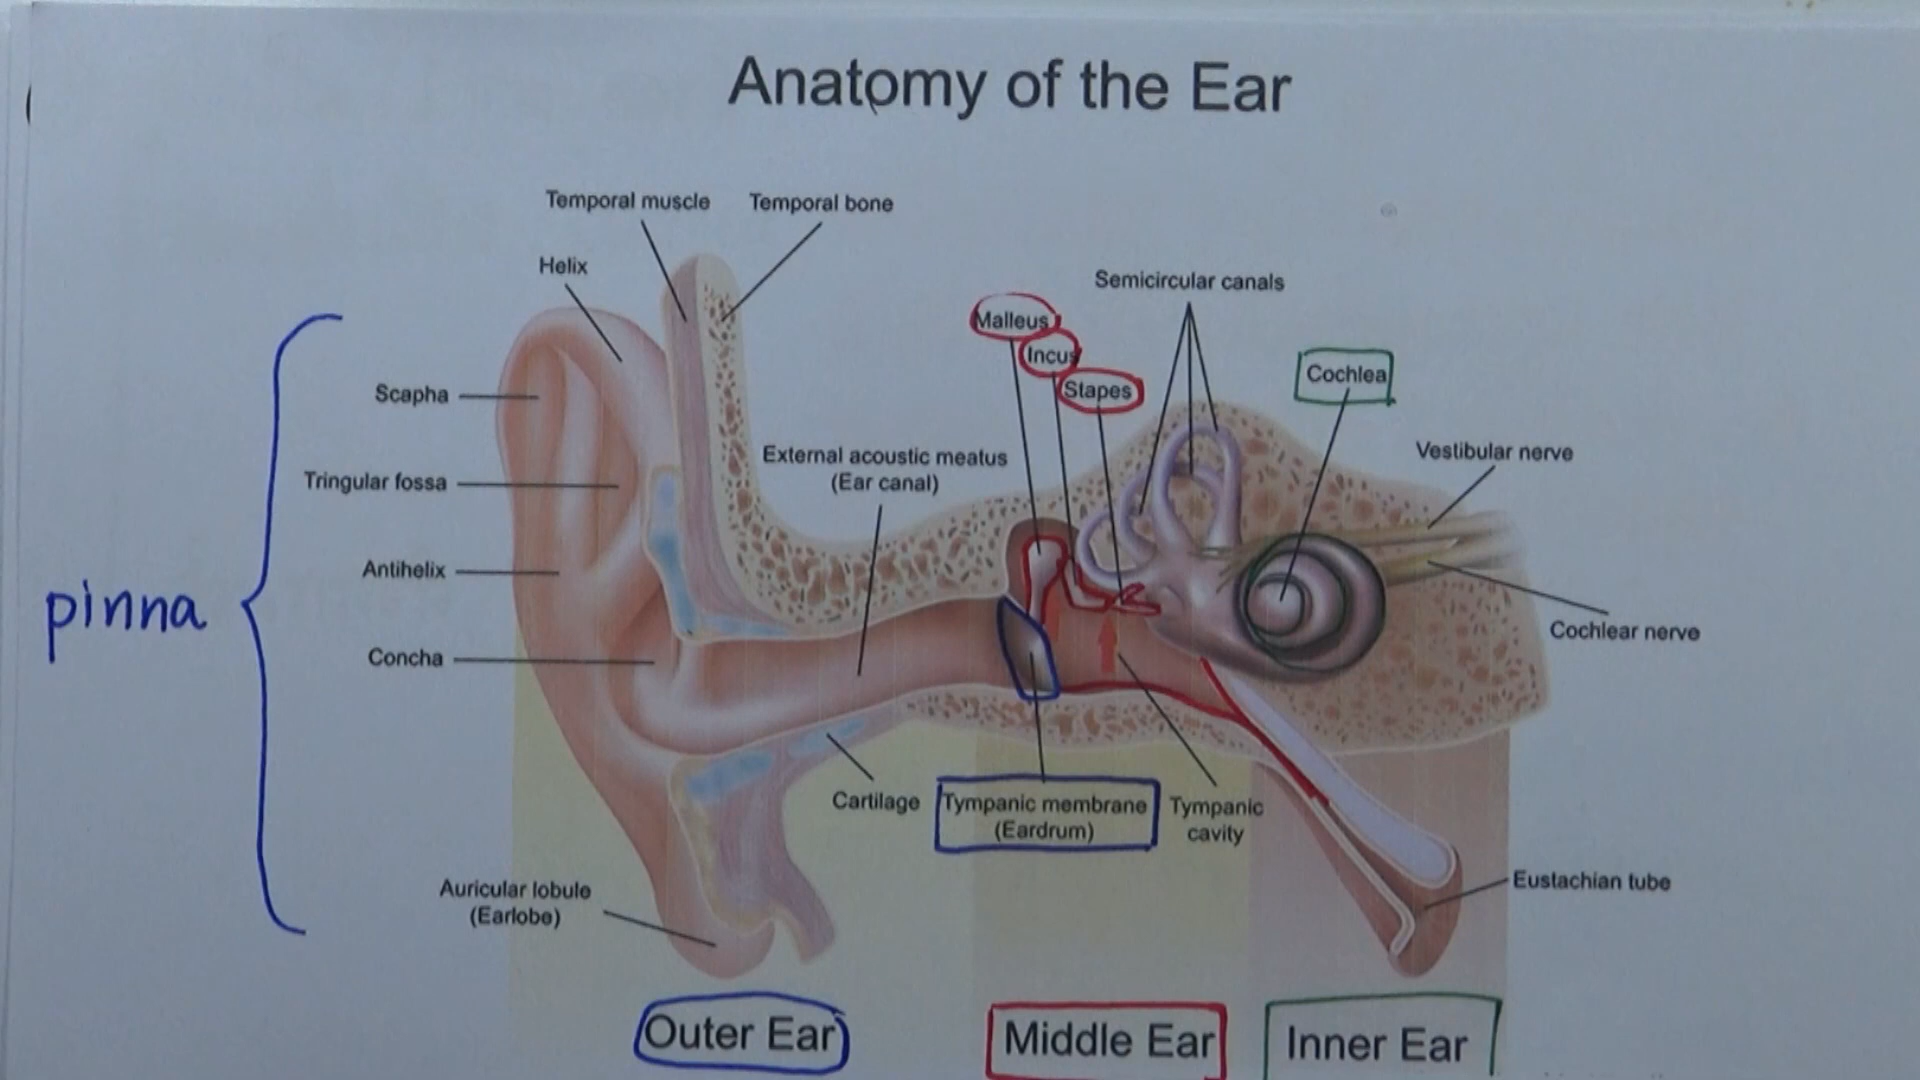 Anatomy of the Ear
Temporal muscle
Temporal bone
Helix
Semicircular canals
Malleus
Incus
Stapes
Cochlea
Scapha
External acoustic meatus
(Ear canal)
Vestibular nerve
Tringular fossa
Antihelix
pinna
Cochlear nerve
Concha
Cartilage
Tympanic membrane
(Eardrum)
Tympanic
cavity
Auricular lobule
(Earlobe)
Eustachian tube
Outer Ear
Middle Ear
Inner Ear